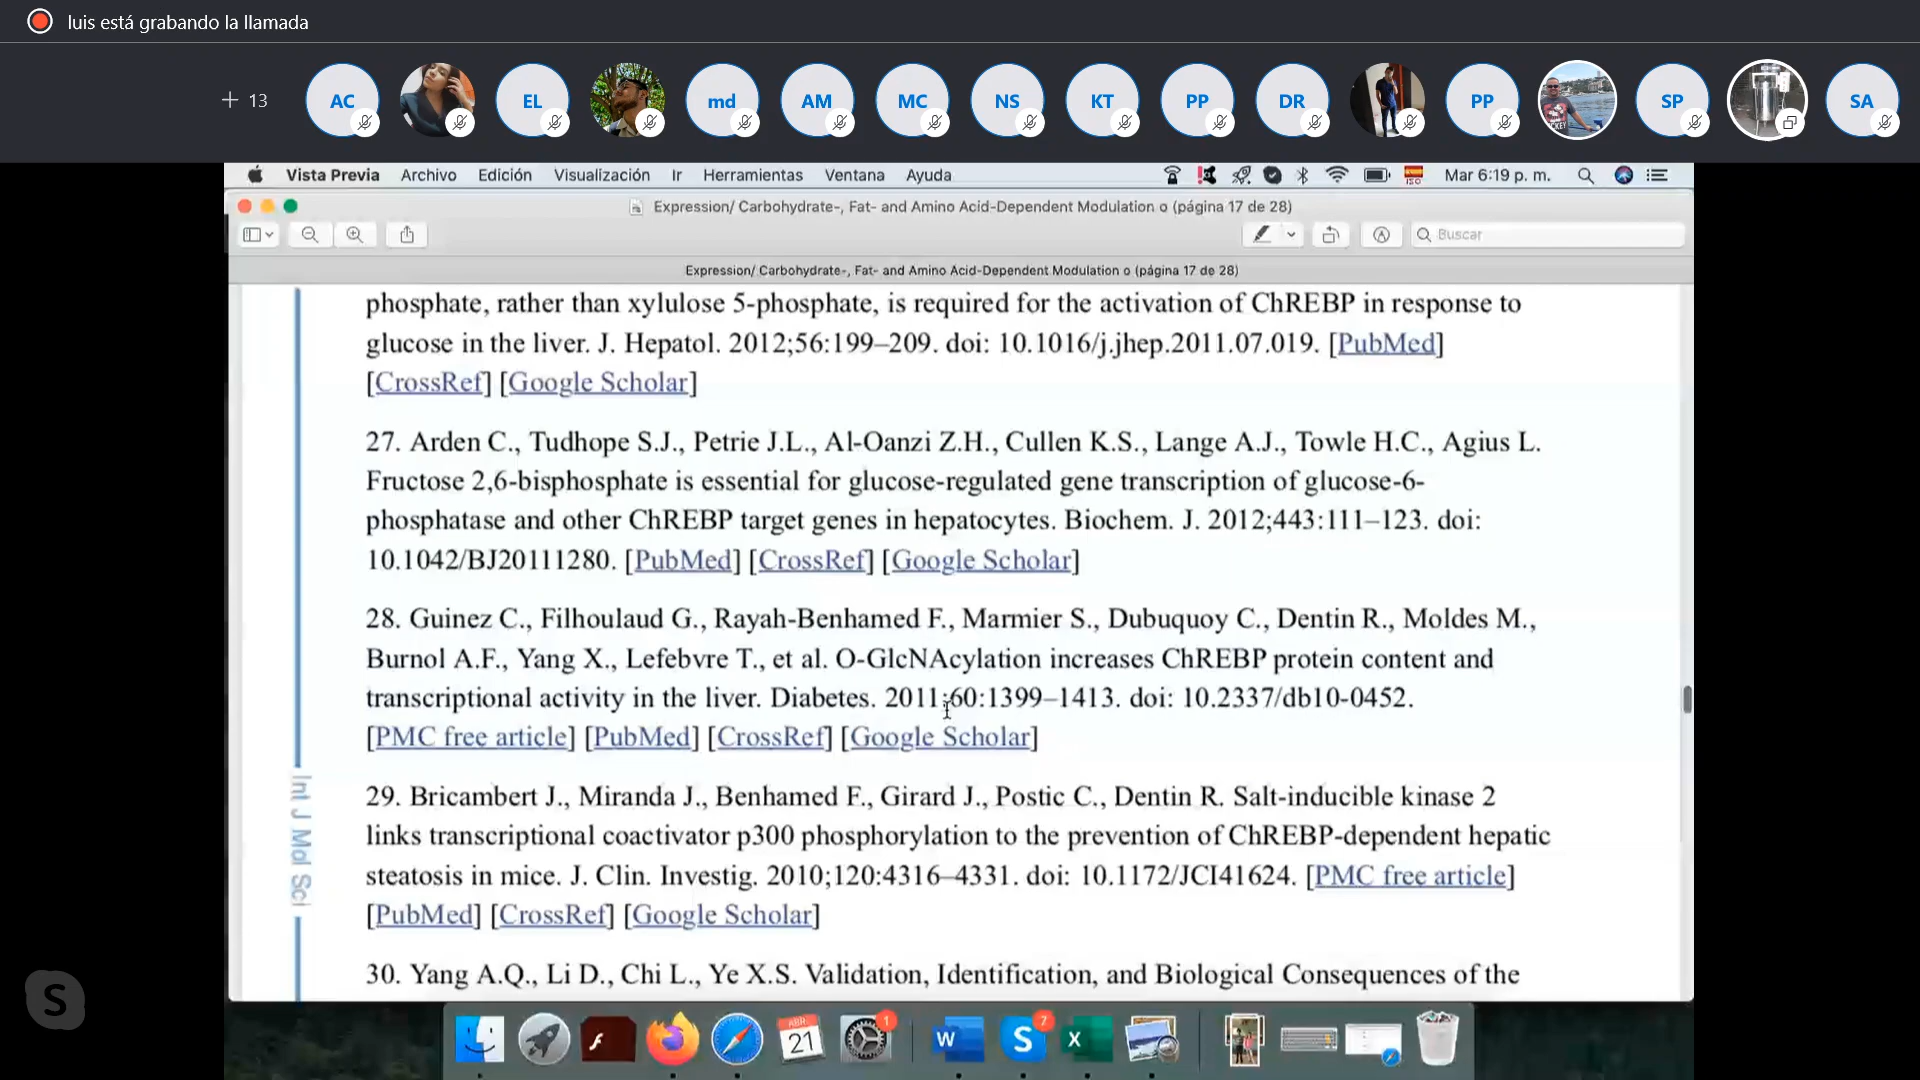 luis está grabando la llamada
+ 13
AC
EL
md
AM
MC
NS
KT
PP
DR
PP
SP
SA
Vista Previa Archivo Edición Visualización Ir Herramientas Ventana Ayuda
ISO
Mar 6:19 p. m.
Expression/ Carbohydrate-, Fat- and Amino Acid-Dependent Modulation o (página 17 de 28)
Buscar
Expression/ Carbohydrate-, Fat- and Amino Acid-Dependent Modulation o (página 17 de 28)
phosphate, rather than xylulose 5-phosphate, is required for the activation of ChREBP in response to
glucose in the liver. J. Hepatol. 2012;56:199–209. doi: 10.1016/j.jhep.2011.07.019. [PubMed]
[CrossRef] [Google Scholar]
27. Arden C., Tudhope S.J., Petrie J.L., Al-Oanzi Z.H., Cullen K.S., Lange A.J., Towle H.C., Agius L.
Fructose 2,6-bisphosphate is essential for glucose-regulated gene transcription of glucose-6-
phosphatase and other ChREBP target genes in hepatocytes. Biochem. J. 2012;443:111–123. doi:
10.1042/BJ20111280. [PubMed] [CrossRef] [Google Scholar]
28. Guinez C., Filhoulaud G., Rayah-Benhamed F., Marmier S., Dubuquoy C., Dentin R., Moldes M.,
Burnol A.F., Yang X., Lefebvre T., et al. O-GlcNAcylation increases ChREBP protein content and
transcriptional activity in the liver. Diabetes. 2011;60:1399–1413. doi: 10.2337/db10-0452.
[PMC free article] [PubMed] [CrossRef] [Google Scholar]
29. Bricambert J., Miranda J., Benhamed F., Girard J., Postic C., Dentin R. Salt-inducible kinase 2
links transcriptional coactivator p300 phosphorylation to the prevention of ChREBP-dependent hepatic
steatosis in mice. J. Clin. Investig. 2010;120:4316–4331. doi: 10.1172/JCI41624. [PMC free article]
[PubMed] [CrossRef] [Google Scholar]
30. Yang A.Q., Li D., Chi L., Ye X.S. Validation, Identification, and Biological Consequences of the
Int J Mol Sci
S
ABR.
21
1
W
S
7
X